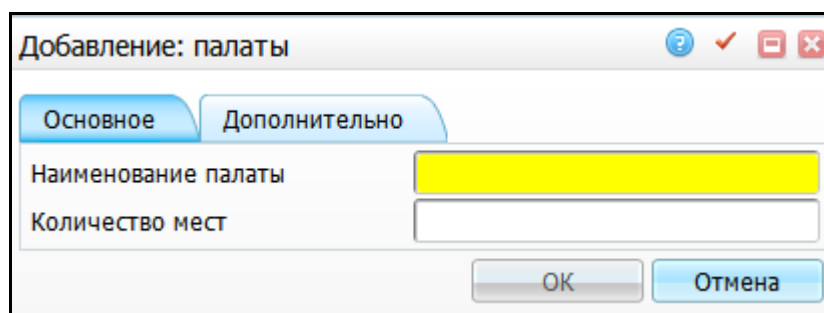 Добавление: палаты
Основное Дополнительно
Наименование палаты
Количество мест
ОК Отмена